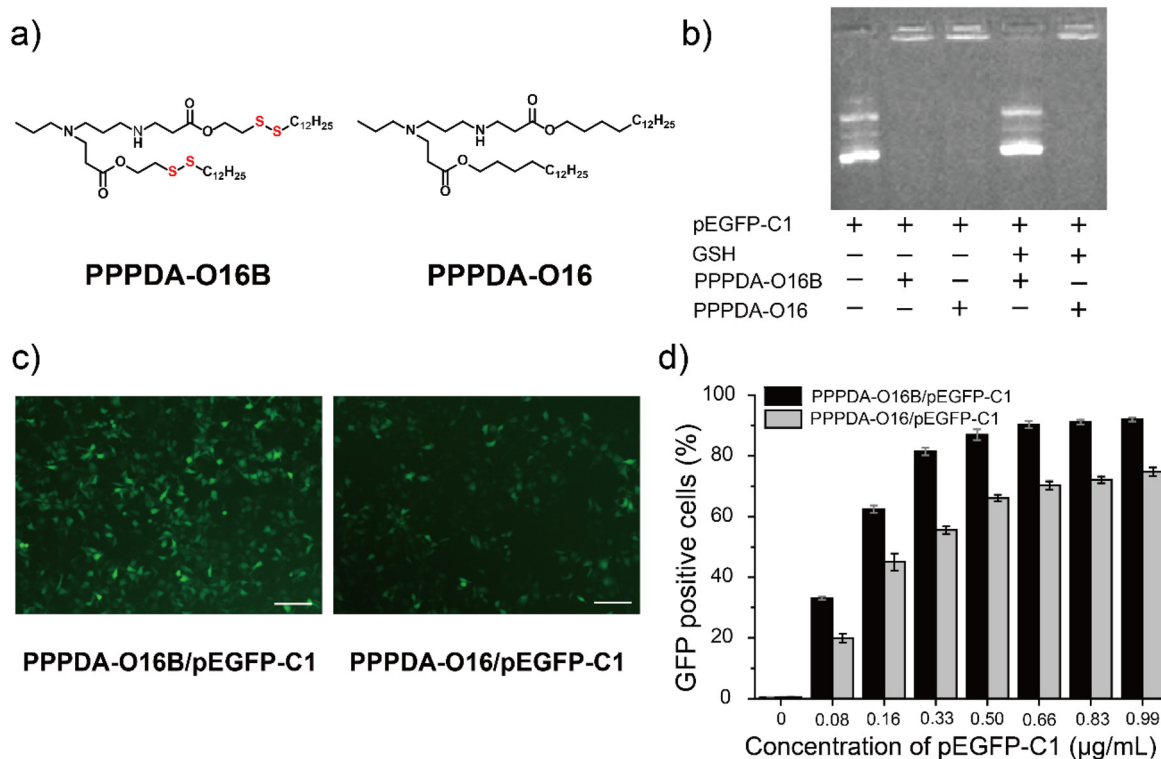 a)
N
N
H
O
O
S
S
C12H25
O
O
S
S
C12H25
PPPDA-O16B
N
N
H
O
O
C12H25
O
O
C12H25
PPPDA-O16
b)
pEGFP-C1 + + + + +
GSH − − − + +
PPPDA-O16B − + − + −
PPPDA-O16 − − + − +
c)
PPPDA-O16B/pEGFP-C1
PPPDA-O16/pEGFP-C1
d)
PPPDA-O16B/pEGFP-C1
PPPDA-O16/pEGFP-C1
GFP positive cells (%)
100
80
60
40
20
0
0 0.08 0.16 0.33 0.50 0.66 0.83 0.99
Concentration of pEGFP-C1 (µg/mL)